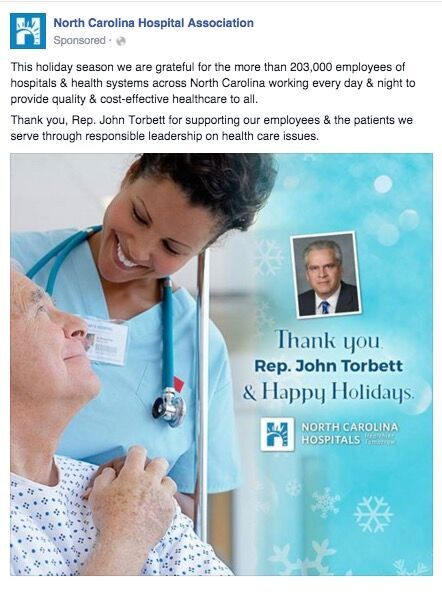 North Carolina Hospital Association
Sponsored ·
This holiday season we are grateful for the more than 203,000 employees of
hospitals & health systems across North Carolina working every day & night to
provide quality & cost-effective healthcare to all.
Thank you, Rep. John Torbett for supporting our employees & the patients we
serve through responsible leadership on health care issues.
Thank you
Rep. John Torbett
& Happy Holidays.
NORTH CAROLINA
HOSPITALS Healthier
Tomorrow